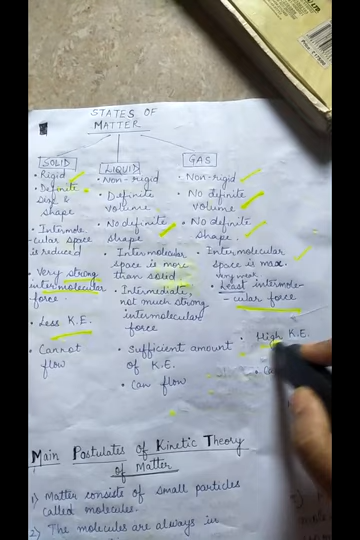 STATES OF
MATTER
SOLID
• Rigid
• Definite
Size &
shape
• Intermole-
cular space
is reduced
• Very strong
intermolecular
force.
• Less K.E.
• Cannot
flow
LIQUID
• Non-rigid
• Definite
volume
• No definite
shape
• Intermolecular
space is more
than solid
• Intermediate
not much strong
intermolecular
force
• Sufficient amount
of K.E.
• Can flow
GAS
• Non-rigid
• No definite
volume
• No definite
shape.
• Intermolecular
space is max.
very weak
• Least intermole-
cular force
• High K.E.
Main Postulates of Kinetic Theory
of Matter
1) Matter consists of small particles
called molecules.
2) The molecules are always in